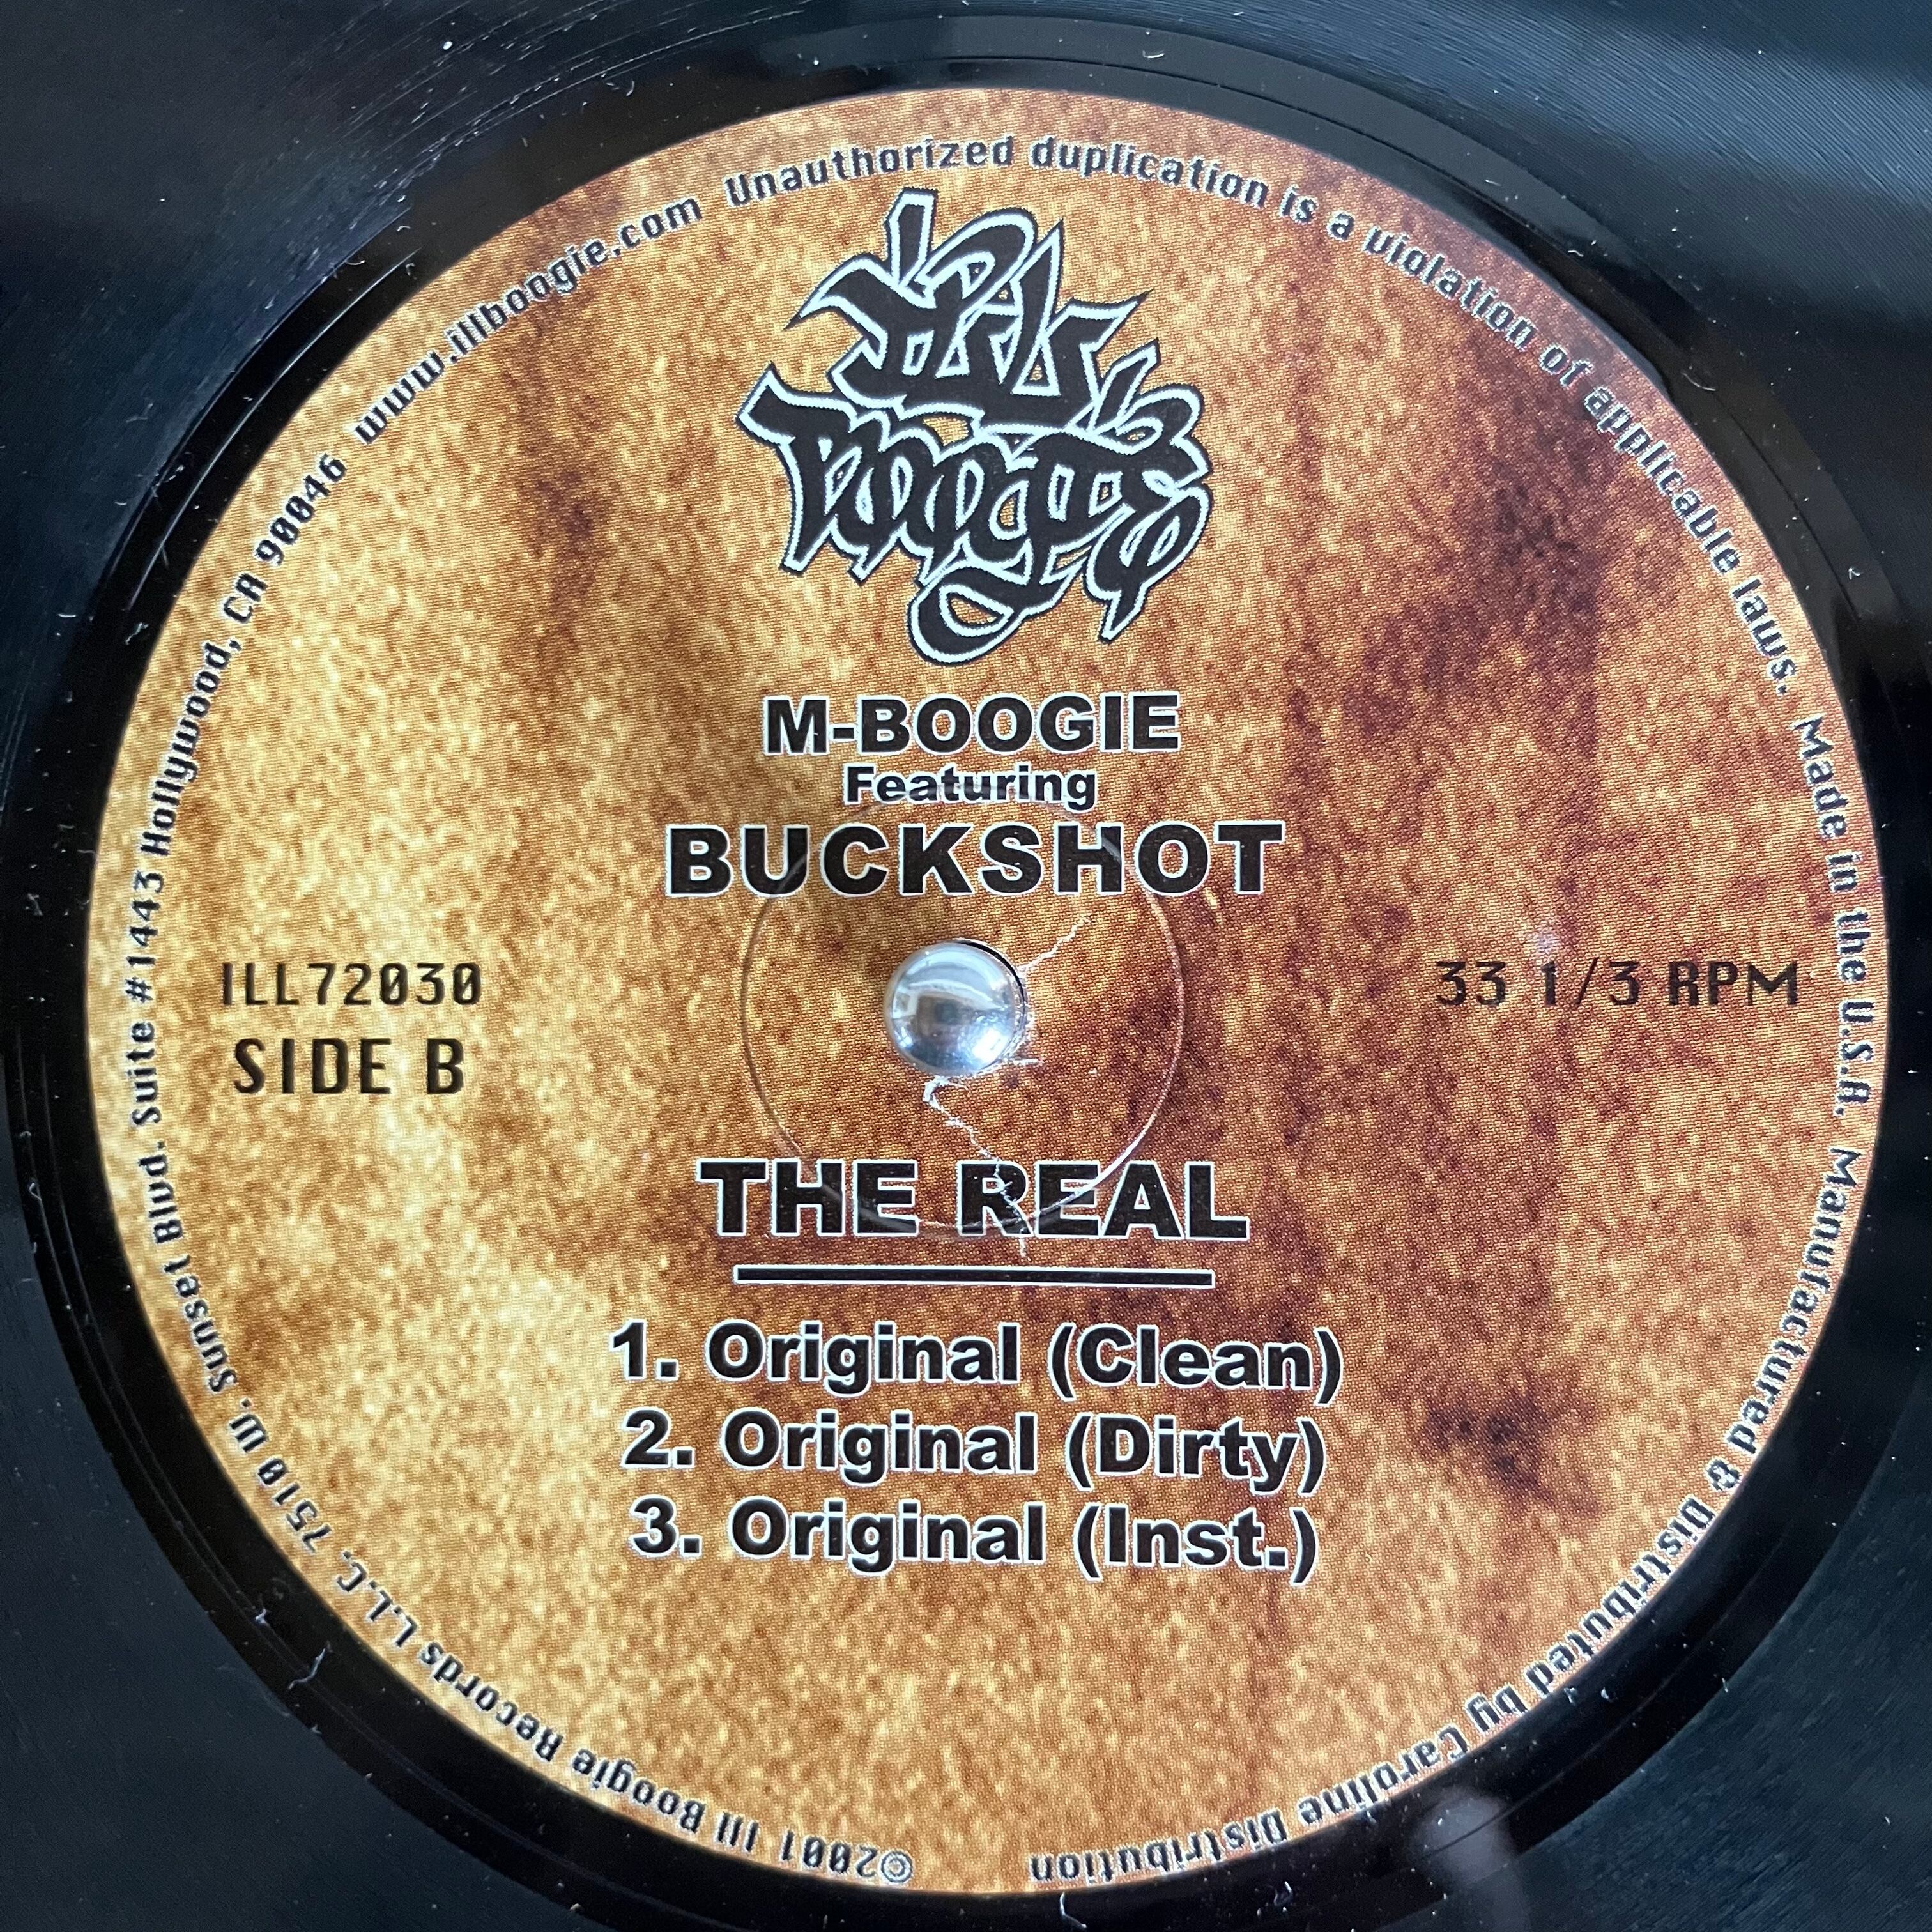 ILL BOOGIE
M-BOOGIE
Featuring
BUCKSHOT
ILL72030
SIDE B
33 1/3 RPM
THE REAL
1. Original (Clean)
2. Original (Dirty)
3. Original (Inst.)
©2001 Ill Boogie Records L.L.C. 7510 W. Sunset Blvd. Suite #1443 Hollywood, CA 90046 www.illboogie.com Unauthorized duplication is a violation of applicable laws. Made in the U.S.A. Manufactured & Distributed by Caroline Distribution